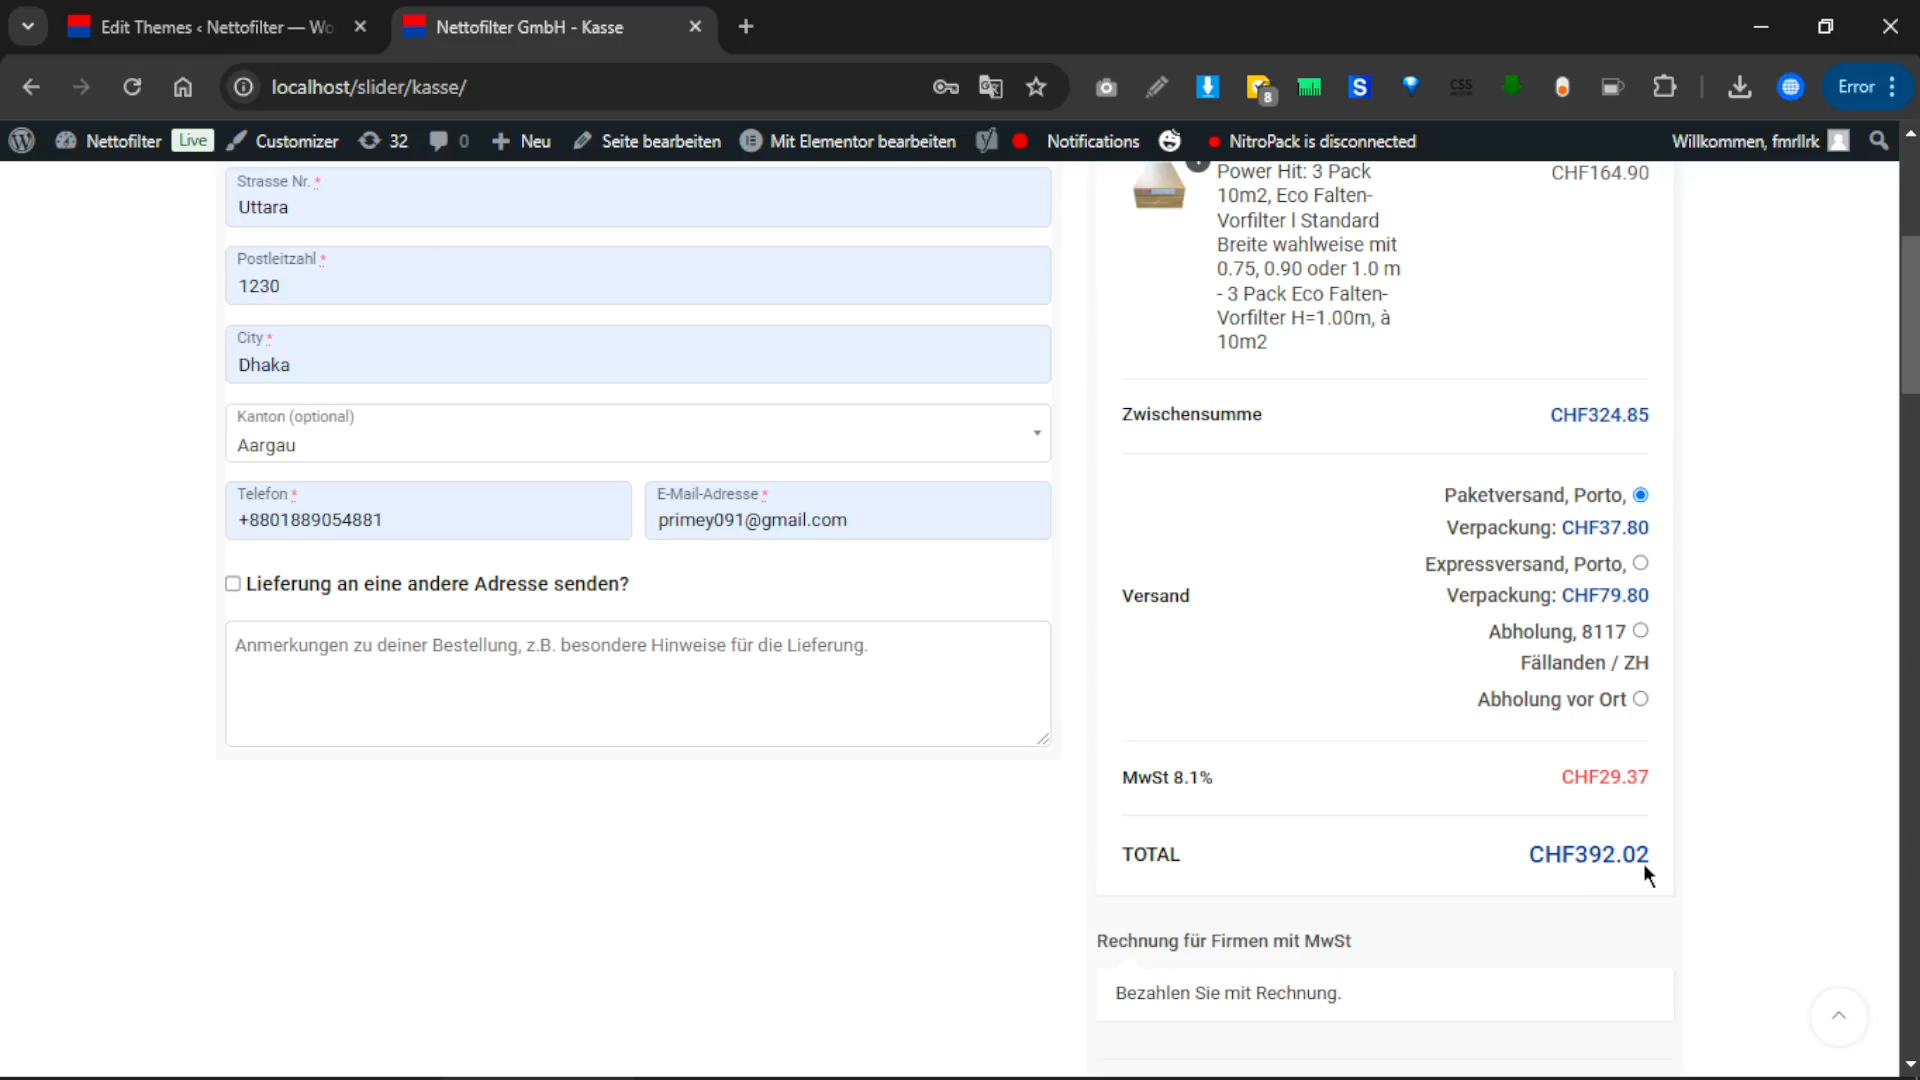 Edit Themes ‹ Nettofilter — Wo
Nettofilter GmbH - Kasse
localhost/slider/kasse/
8
S
CSS
Error
Nettofilter
Live
Customizer
32
0
Neu
Seite bearbeiten
Mit Elementor bearbeiten
Notifications
NitroPack is disconnected
Willkommen, fmrllrk
Strasse Nr. *
Uttara
Postleitzahl *
1230
City *
Dhaka
Kanton (optional)
Aargau
Telefon *
+8801889054881
E-Mail-Adresse *
primey091@gmail.com
Lieferung an eine andere Adresse senden?
Anmerkungen zu deiner Bestellung, z.B. besondere Hinweise für die Lieferung.
Power Hit: 3 Pack
10m2, Eco Falten-
Vorfilter l Standard
Breite wahlweise mit
0.75, 0.90 oder 1.0 m
- 3 Pack Eco Falten-
Vorfilter H=1.00m, à
10m2
CHF164.90
Zwischensumme
CHF324.85
Versand
Paketversand, Porto,
Verpackung: CHF37.80
Expressversand, Porto,
Verpackung: CHF79.80
Abholung, 8117
Fällanden / ZH
Abholung vor Ort
MwSt 8.1%
CHF29.37
TOTAL
CHF392.02
Rechnung für Firmen mit MwSt
Bezahlen Sie mit Rechnung.